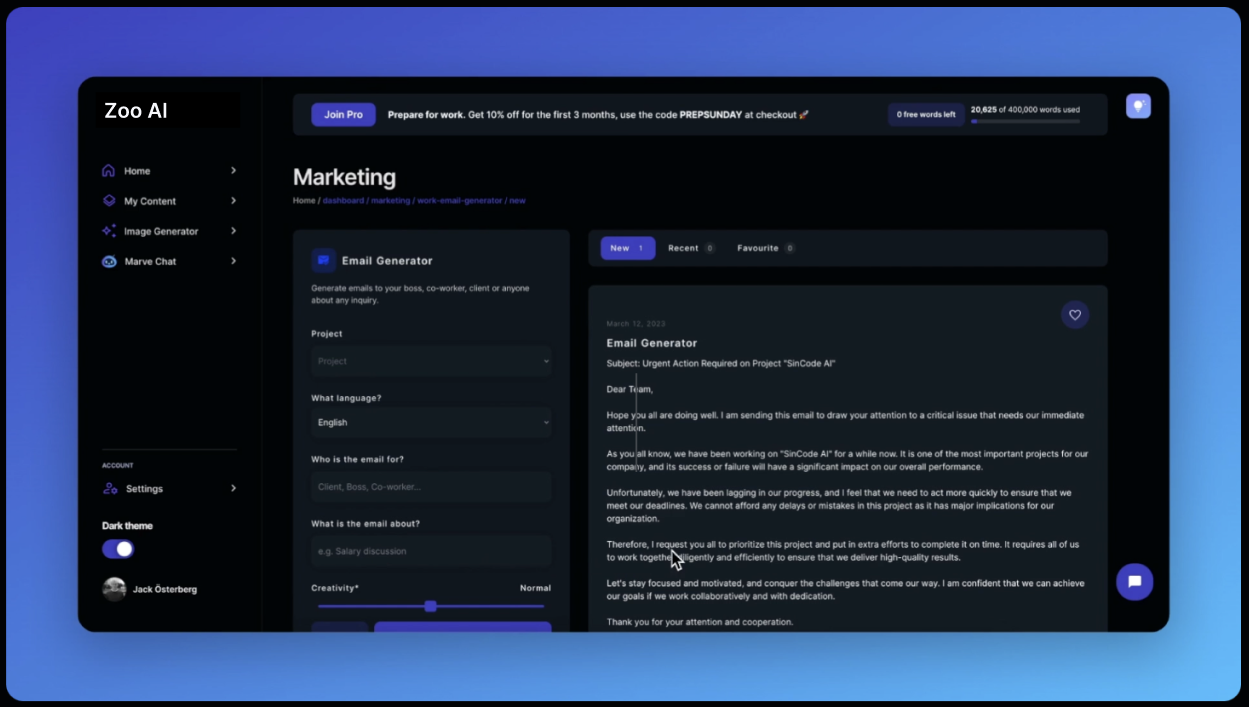 Zoo AI
Join Pro
Prepare for work. Get 10% off for the first 3 months, use the code PREPSUNDAY at checkout 🚀
0 free words left
20,625 of 400,000 words used
Home
My Content
Image Generator
Marve Chat
ACCOUNT
Settings
Dark theme
Jack Österberg
Marketing
Home / dashboard / marketing / work-email-generator / new
Email Generator
Generate emails to your boss, co-worker, client or anyone
about any inquiry.
Project
Project
What language?
English
Who is the email for?
Client, Boss, Co-worker...
What is the email about?
e.g. Salary discussion
Creativity*
Normal
New 1
Recent 0
Favourite 0
March 12, 2023
Email Generator
Subject: Urgent Action Required on Project "SinCode AI"
Dear Team,
Hope you all are doing well. I am sending this email to draw your attention to a critical issue that needs our immediate
attention.
As you all know, we have been working on "SinCode AI" for a while now. It is one of the most important projects for our
company, and its success or failure will have a significant impact on our overall performance.
Unfortunately, we have been lagging in our progress, and I feel that we need to act more quickly to ensure that we
meet our deadlines. We cannot afford any delays or mistakes in this project as it has major implications for our
organization.
Therefore, I request you all to prioritize this project and put in extra efforts to complete it on time. It requires all of us
to work together diligently and efficiently to ensure that we deliver high-quality results.
Let's stay focused and motivated, and conquer the challenges that come our way. I am confident that we can achieve
our goals if we work collaboratively and with dedication.
Thank you for your attention and cooperation.